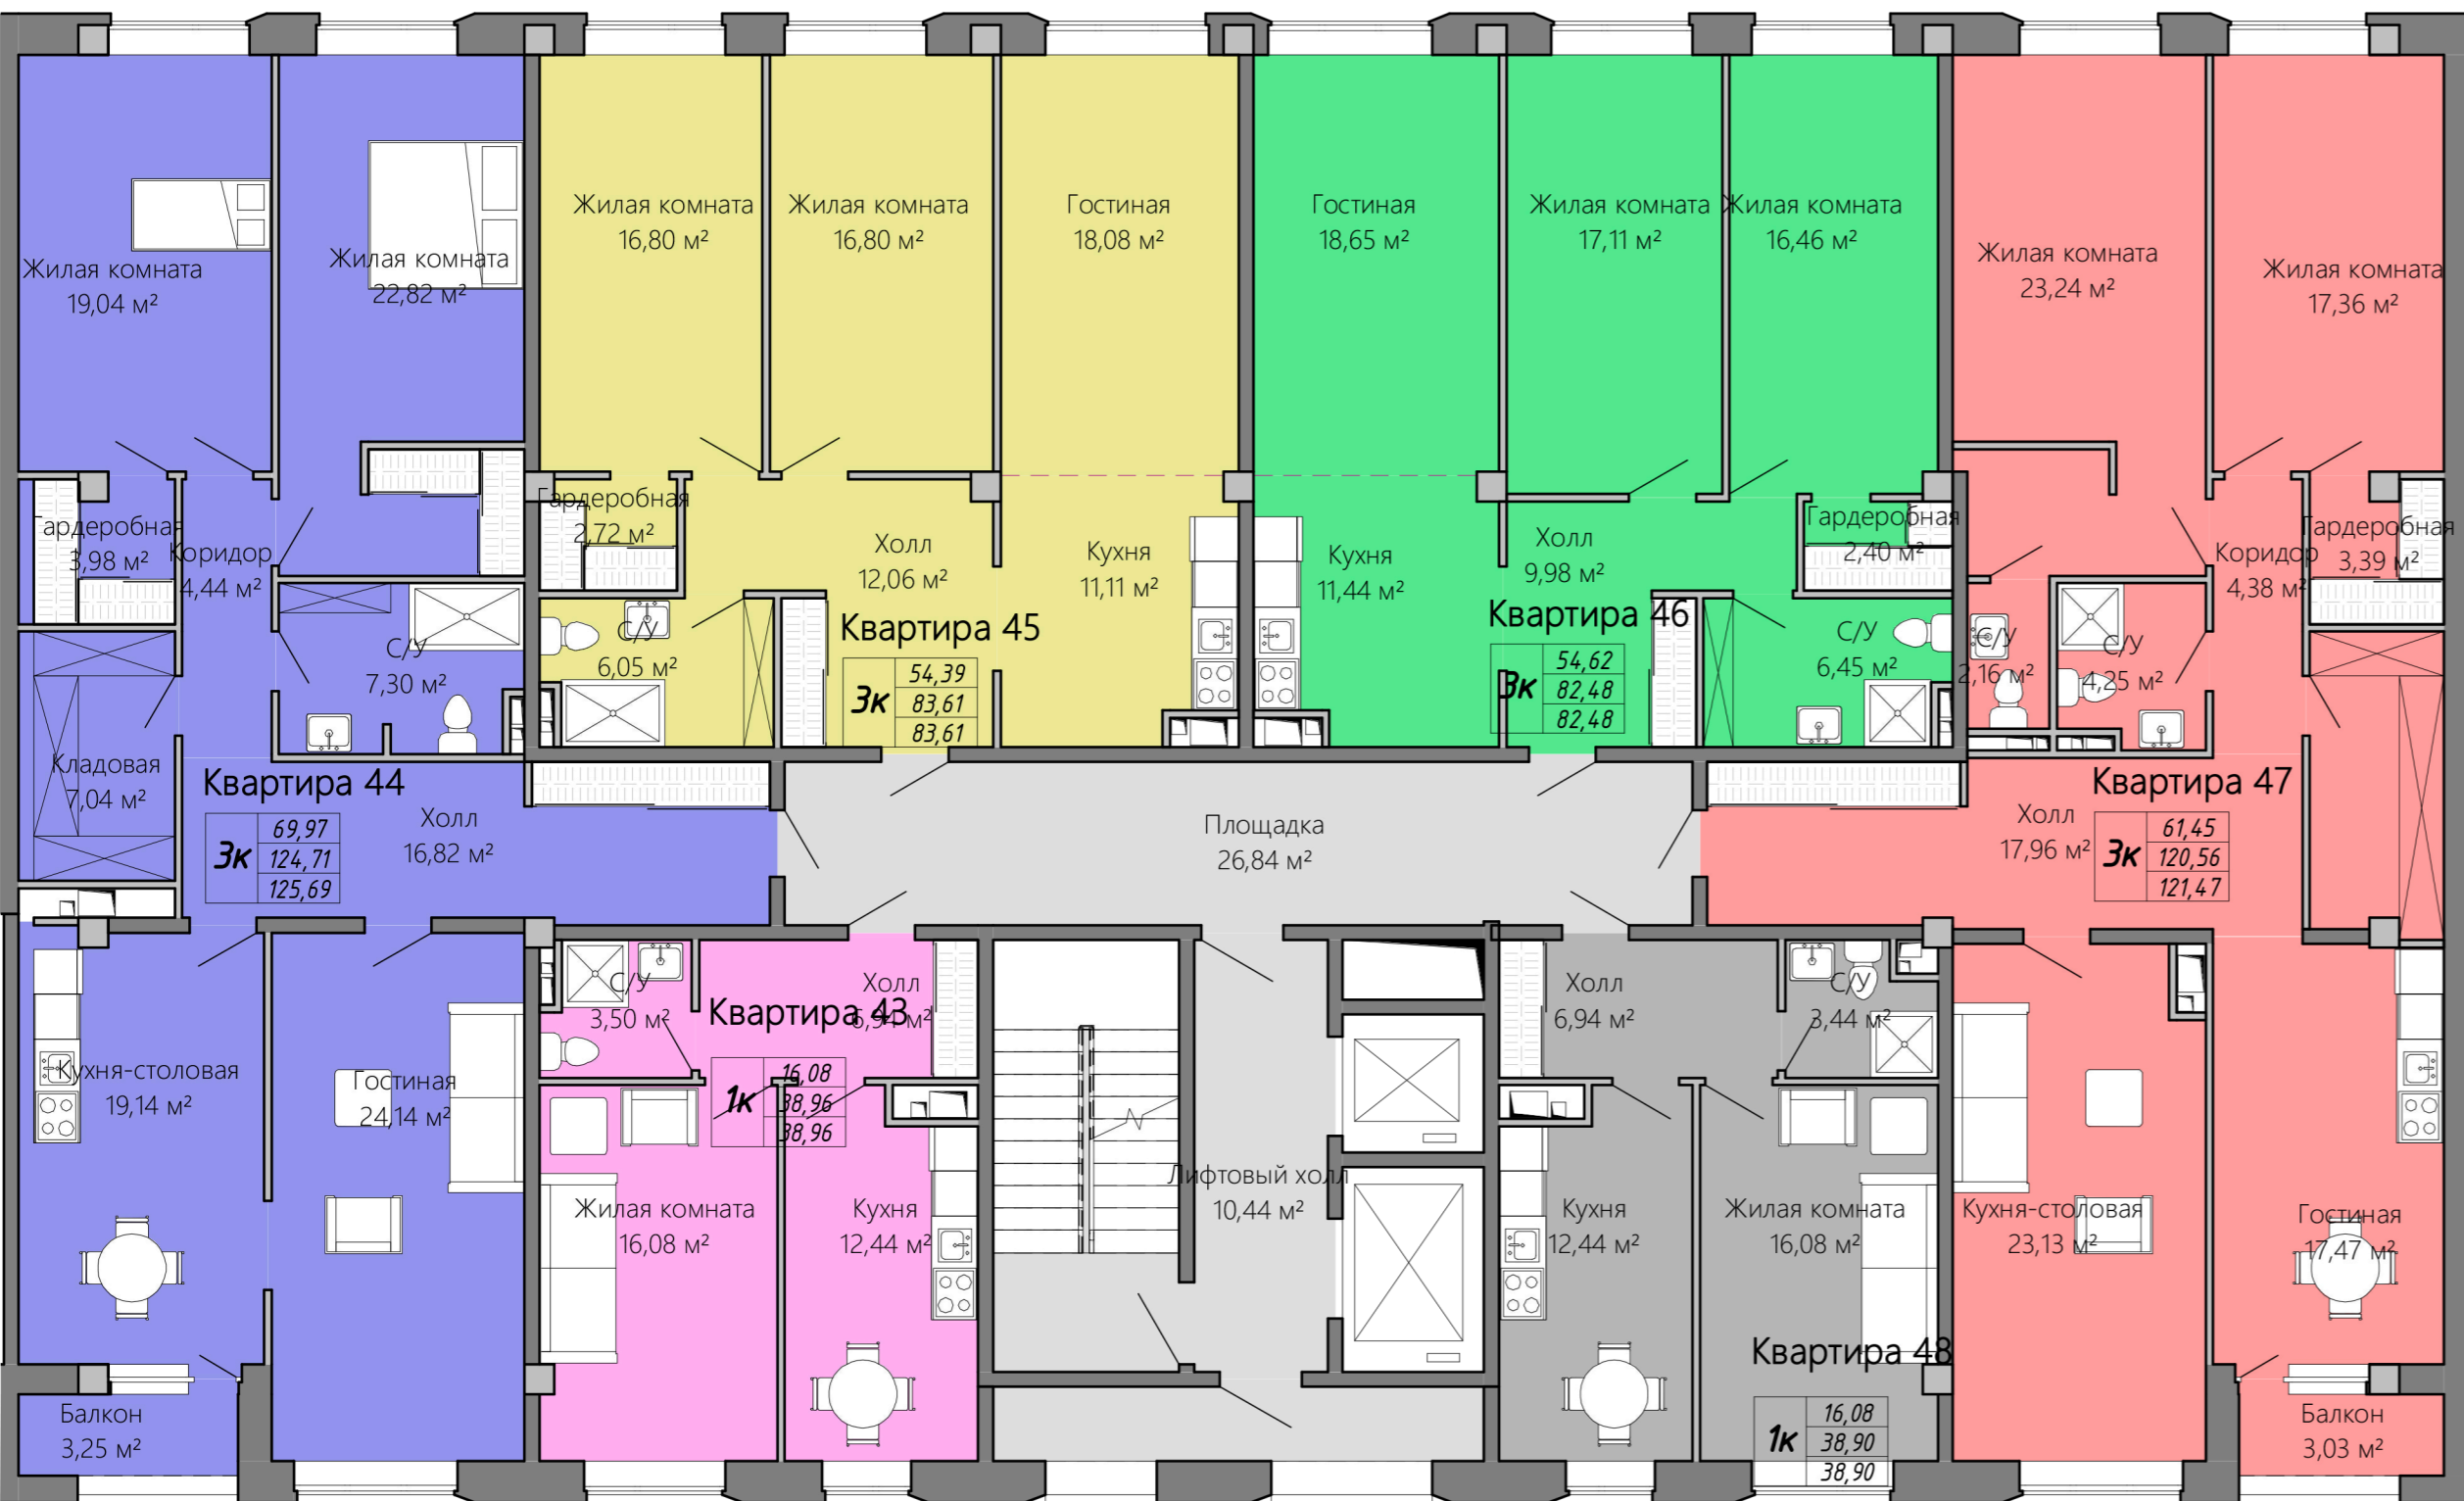 Жилая комната
19,04 м²
Жилая комната
22,82 м²
Жилая комната
16,80 м²
Жилая комната
16,80 м²
Гостиная
18,08 м²
Гостиная
18,65 м²
Жилая комната
17,11 м²
Жилая комната
16,46 м²
Жилая комната
23,24 м²
Жилая комната
17,36 м²
Гардеробная
3,98 м²
Коридор
4,44 м²
Гардеробная
2,72 м²
Холл
12,06 м²
Кухня
11,11 м²
Кухня
11,44 м²
Холл
9,98 м²
Гардеробная
2,40 м²
Коридор
4,38 м²
Гардеробная
3,39 м²
С/У
7,30 м²
С/У
6,05 м²
Квартира 45
3к
54,39
83,61
83,61
Квартира 46
3к
54,62
82,48
82,48
С/У
6,45 м²
С/У
2,16 м²
С/У
4,25 м²
Кладовая
7,04 м²
Квартира 44
3к
69,97
124,71
125,69
Холл
16,82 м²
Площадка
26,84 м²
Холл
17,96 м²
Квартира 47
3к
61,45
120,56
121,47
С/У
3,50 м²
Квартира 43
Холл
6,94 м²
1к
16,08
38,96
38,96
Холл
6,94 м²
С/У
3,44 м²
Кухня-столовая
19,14 м²
Гостиная
24,14 м²
Жилая комната
16,08 м²
Кухня
12,44 м²
Лифтовый холл
10,44 м²
Кухня
12,44 м²
Жилая комната
16,08 м²
Кухня-столовая
23,13 м²
Гостиная
17,47 м²
Квартира 48
1к
16,08
38,90
38,90
Балкон
3,25 м²
Балкон
3,03 м²